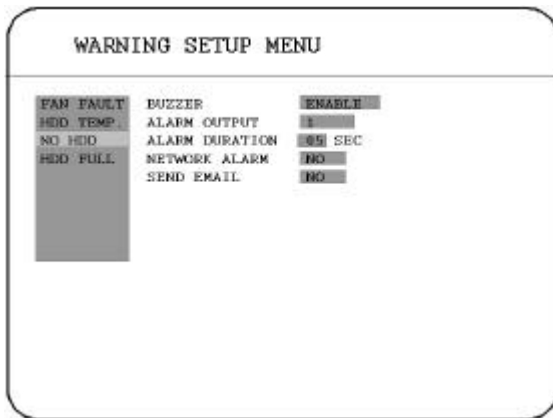 WARNING SETUP MENU
FAN FAULT BUZZER ENABLE
HDD TEMP. ALARM OUTPUT 1
NO HDD ALARM DURATION 05 SEC
HDD FULL NETWORK ALARM NO
SEND EMAIL NO